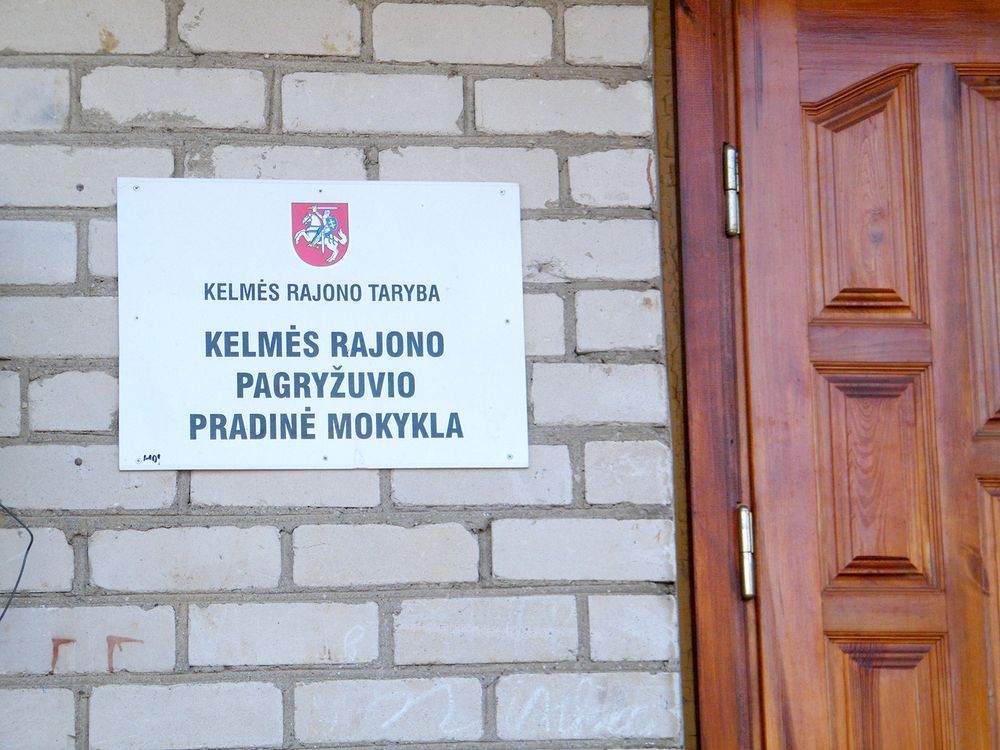 KELMĖS RAJONO TARYBA
KELMĖS RAJONO
PAGRYŽUVIO
PRADINĖ MOKYKLA